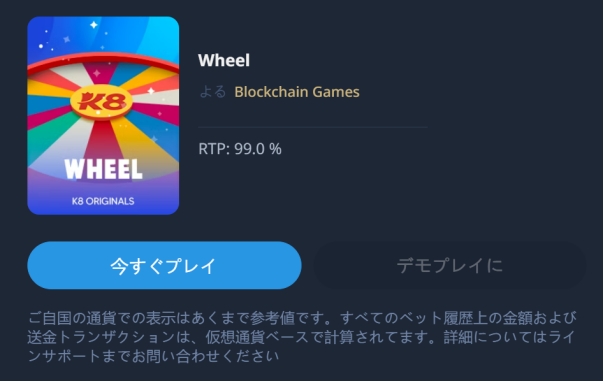 K8
WHEEL
K8 ORIGINALS
Wheel
よる Blockchain Games
RTP: 99.0 %
今すぐプレイ
デモプレイに
ご自国の通貨での表示はあくまで参考値です。すべてのベット履歴上の金額および
送金トランザクションは、仮想通貨ベースで計算されてます。詳細についてはライ
ンサポートまでお問い合わせください